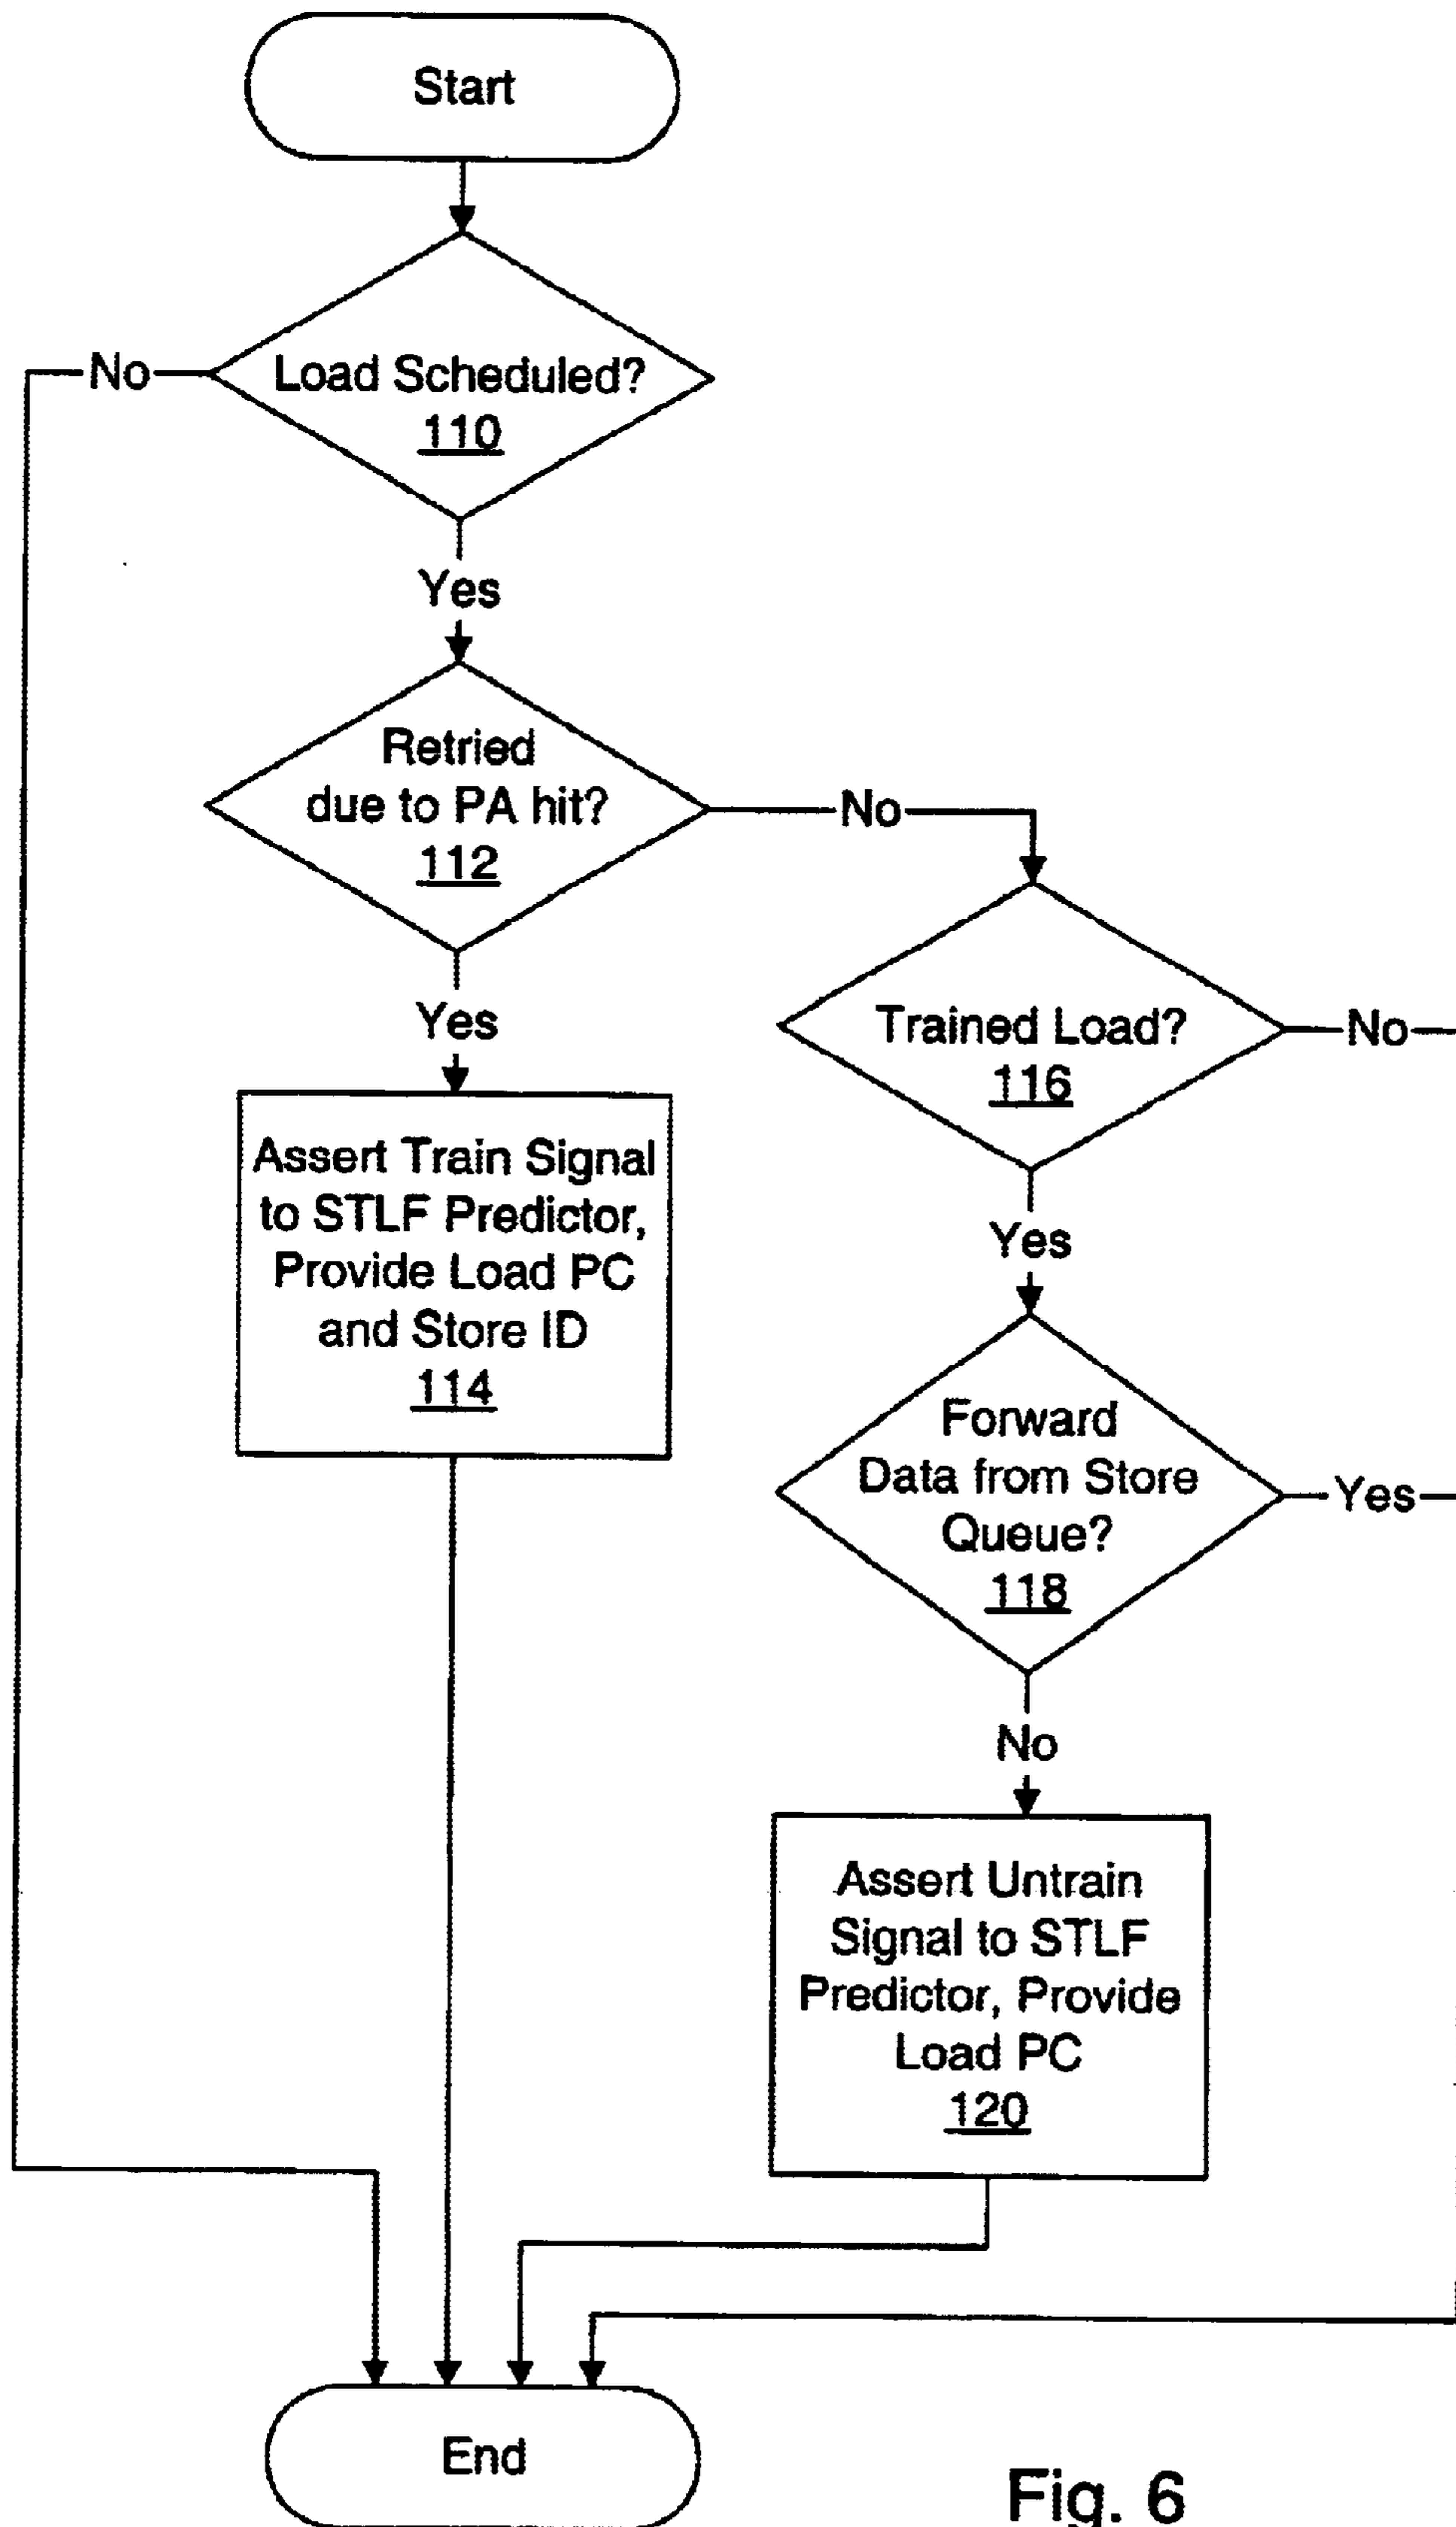 Start
Load Scheduled?
110
No
Yes
Retried
due to PA hit?
112
No
Yes
Trained Load?
116
No
Assert Train Signal
to STLF Predictor,
Provide Load PC
and Store ID
114
Yes
Forward
Data from Store
Queue?
118
Yes
No
Assert Untrain
Signal to STLF
Predictor, Provide
Load PC
120
End
Fig. 6